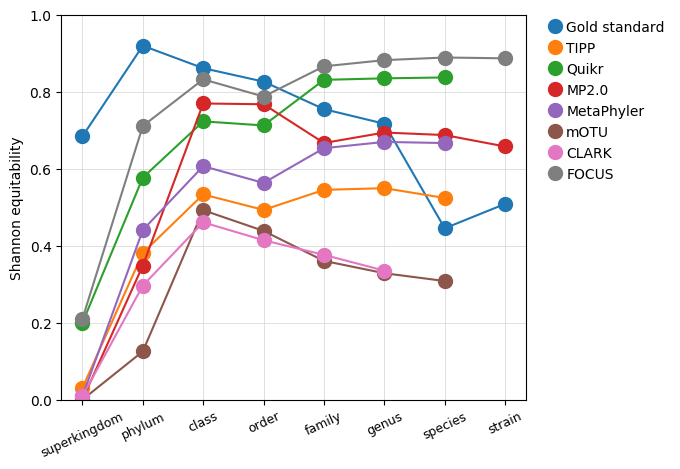 Shannon equitability
1.0
0.8
0.6
0.4
0.2
0.0
superkingdom
phylum
class
order
family
genus
species
strain
Gold standard
TIPP
Quikr
MP2.0
MetaPhyler
mOTU
CLARK
FOCUS